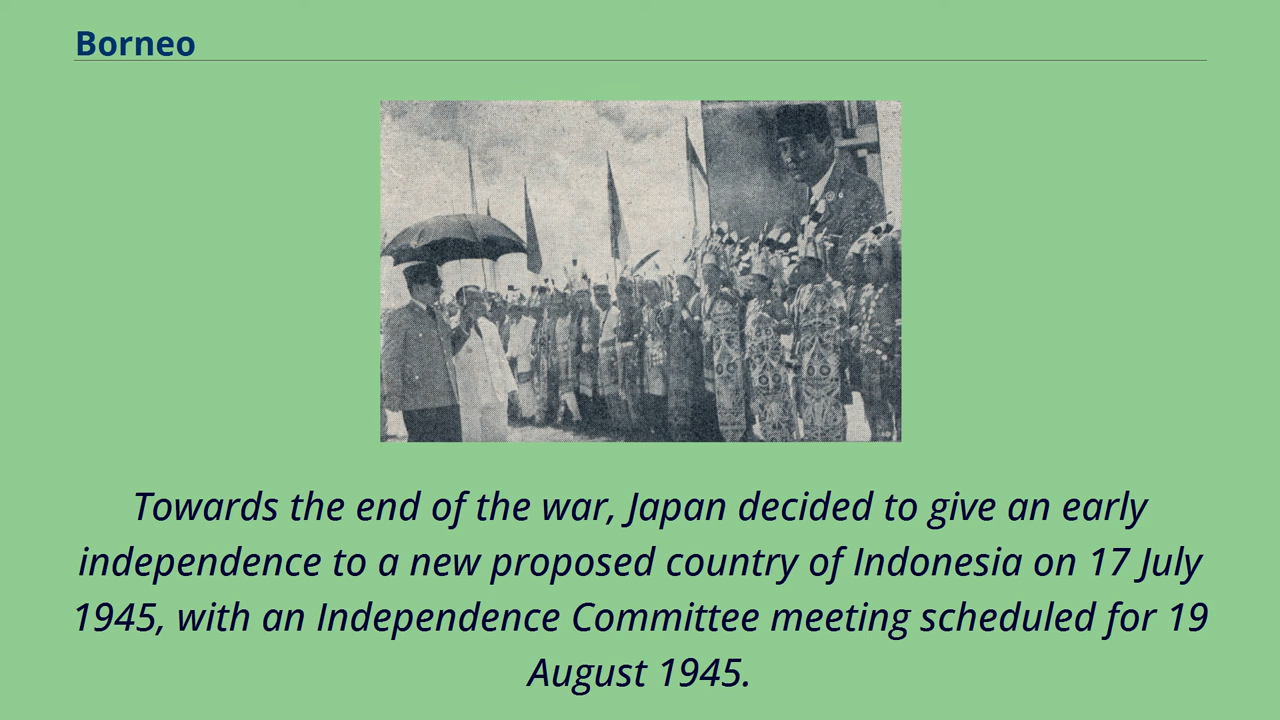 Borneo
Towards the end of the war, Japan decided to give an early
independence to a new proposed country of Indonesia on 17 July
1945, with an Independence Committee meeting scheduled for 19
August 1945.